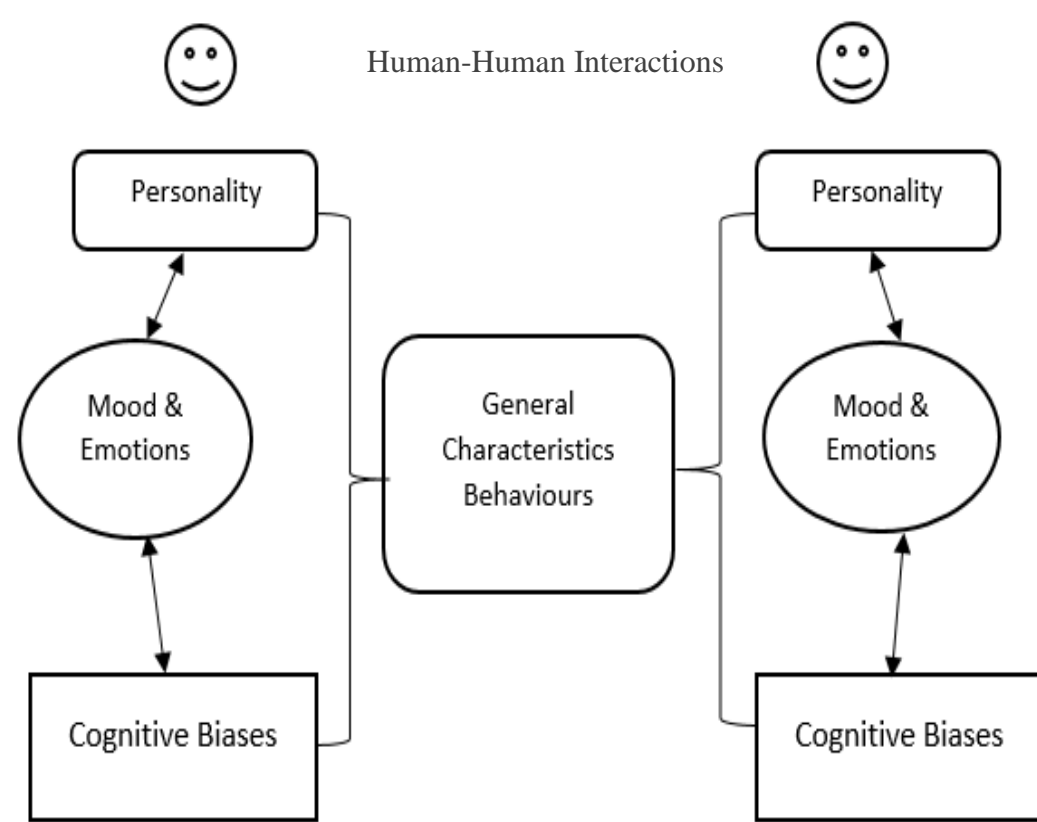 Human-Human Interactions
Personality
Personality
Mood &
Emotions
General
Characteristics
Behaviours
Mood &
Emotions
Cognitive Biases
Cognitive Biases